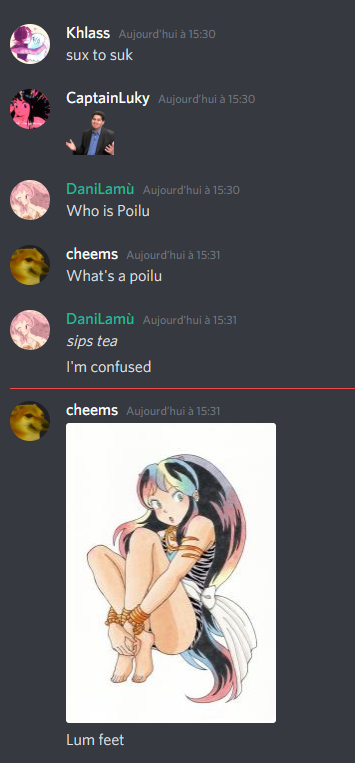 Khlass Aujourd'hui à 15:30
sux to suk
CaptainLuky Aujourd'hui à 15:30
DaniLamù Aujourd'hui à 15:30
Who is Poilu
cheems Aujourd'hui à 15:31
What's a poilu
DaniLamù Aujourd'hui à 15:31
sips tea
I'm confused
cheems Aujourd'hui à 15:31
Lum feet